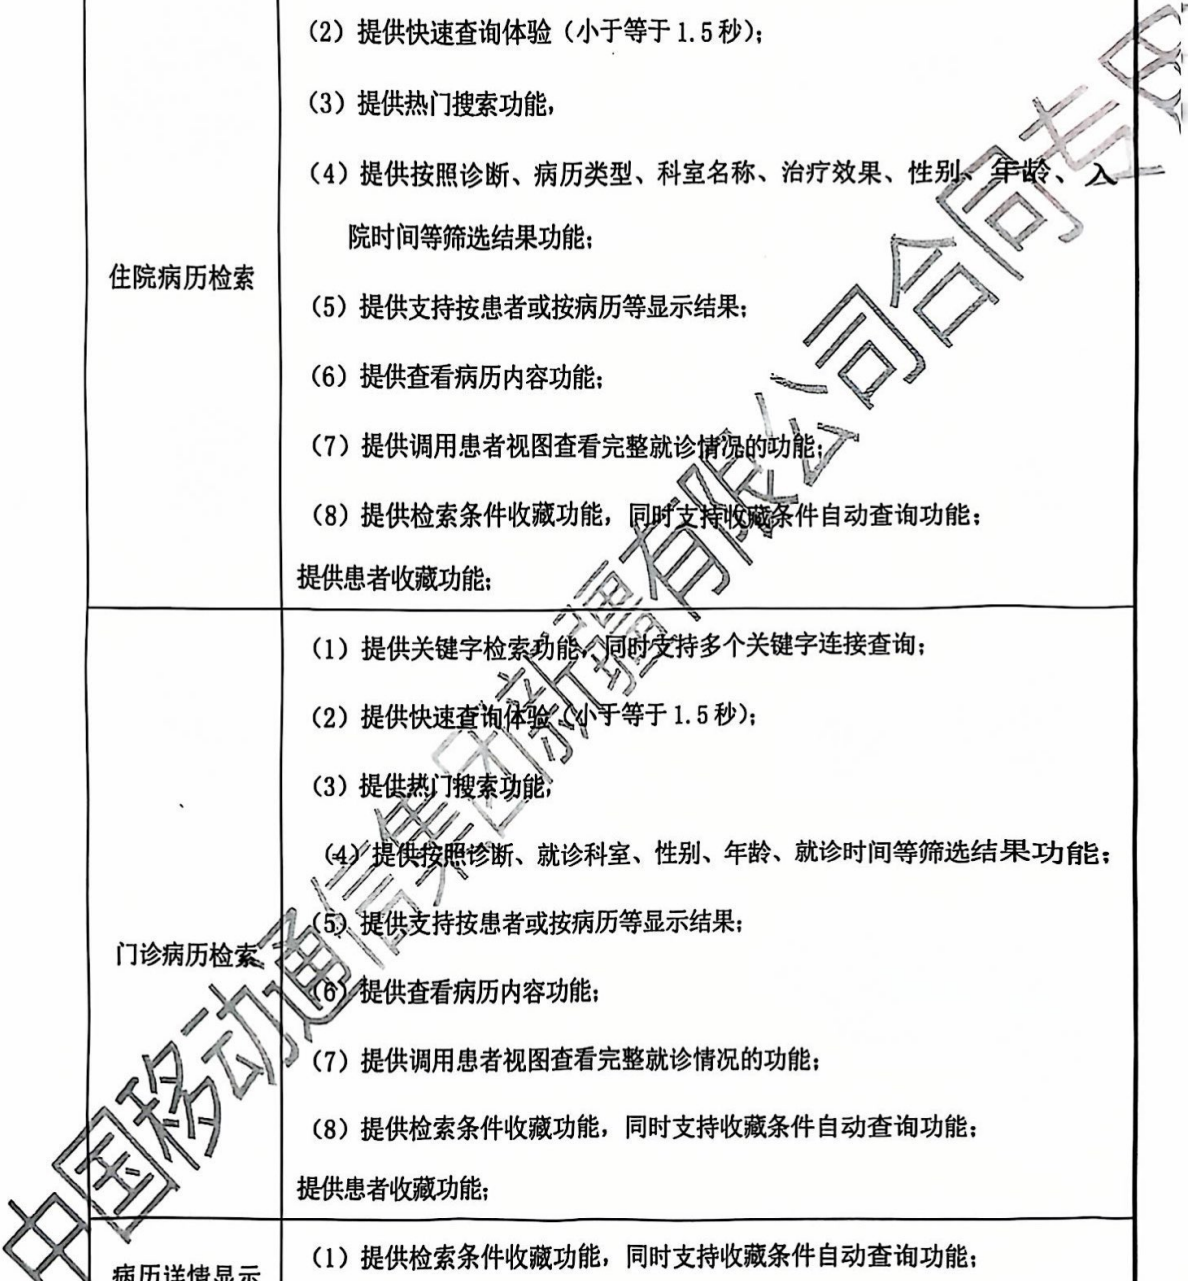 （2）提供快速查询体验（小于等于1.5秒）；
（3）提供热门搜索功能，
（4）提供按照诊断、病历类型、科室名称、治疗效果、性别、年龄、入
院时间等筛选结果功能；
住院病历检索
（5）提供支持按患者或按病历等显示结果；
（6）提供查看病历内容功能；
（7）提供调用患者视图查看完整就诊情况的功能；
（8）提供检索条件收藏功能，同时支持收藏条件自动查询功能；
提供患者收藏功能；
（1）提供关键字检索功能，同时支持多个关键字连接查询；
（2）提供快速查询体验（小于等于1.5秒）；
（3）提供热门搜索功能，
（4）提供按照诊断、就诊科室、性别、年龄、就诊时间等筛选结果功能；
（5）提供支持按患者或按病历等显示结果；
门诊病历检索
（6）提供查看病历内容功能；
（7）提供调用患者视图查看完整就诊情况的功能；
（8）提供检索条件收藏功能，同时支持收藏条件自动查询功能；
提供患者收藏功能；
（1）提供检索条件收藏功能，同时支持收藏条件自动查询功能；
病历详情显示
中国移动通信集团新疆有限公司合同专用